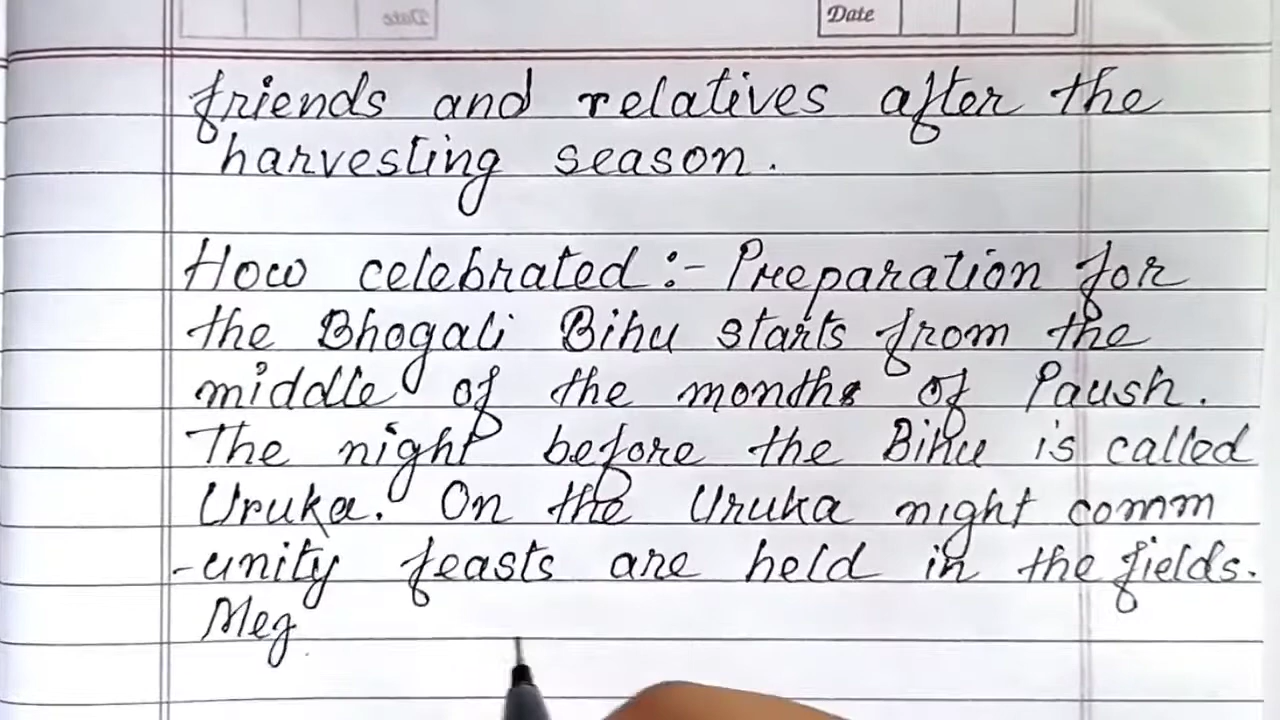 Date
friends and relatives after the
harvesting season.
How celebrated :- Preparation for
the Bhogali Bihu starts from the
middle of the months of Paush.
The night before the Bihu is called
Uruka. On the Uruka night comm
-unity feasts are held in the fields.
Meg